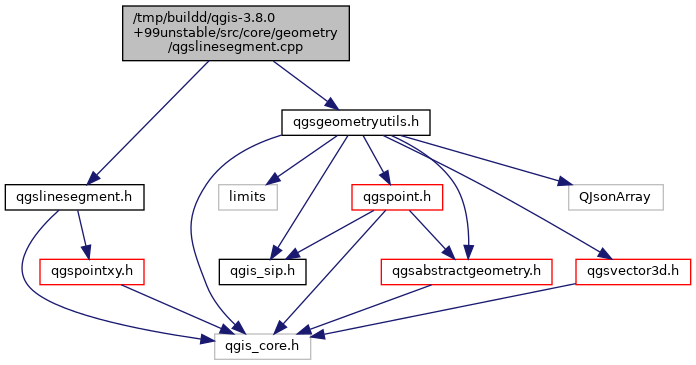 /tmp/buildd/qgis-3.8.0
+99unstable/src/core/geometry
/qgslinesegment.cpp
qgsgeometryutils.h
qgslinesegment.h
limits
qgspoint.h
QJsonArray
qgspointxy.h
qgis_sip.h
qgsabstractgeometry.h
qgsvector3d.h
qgis_core.h